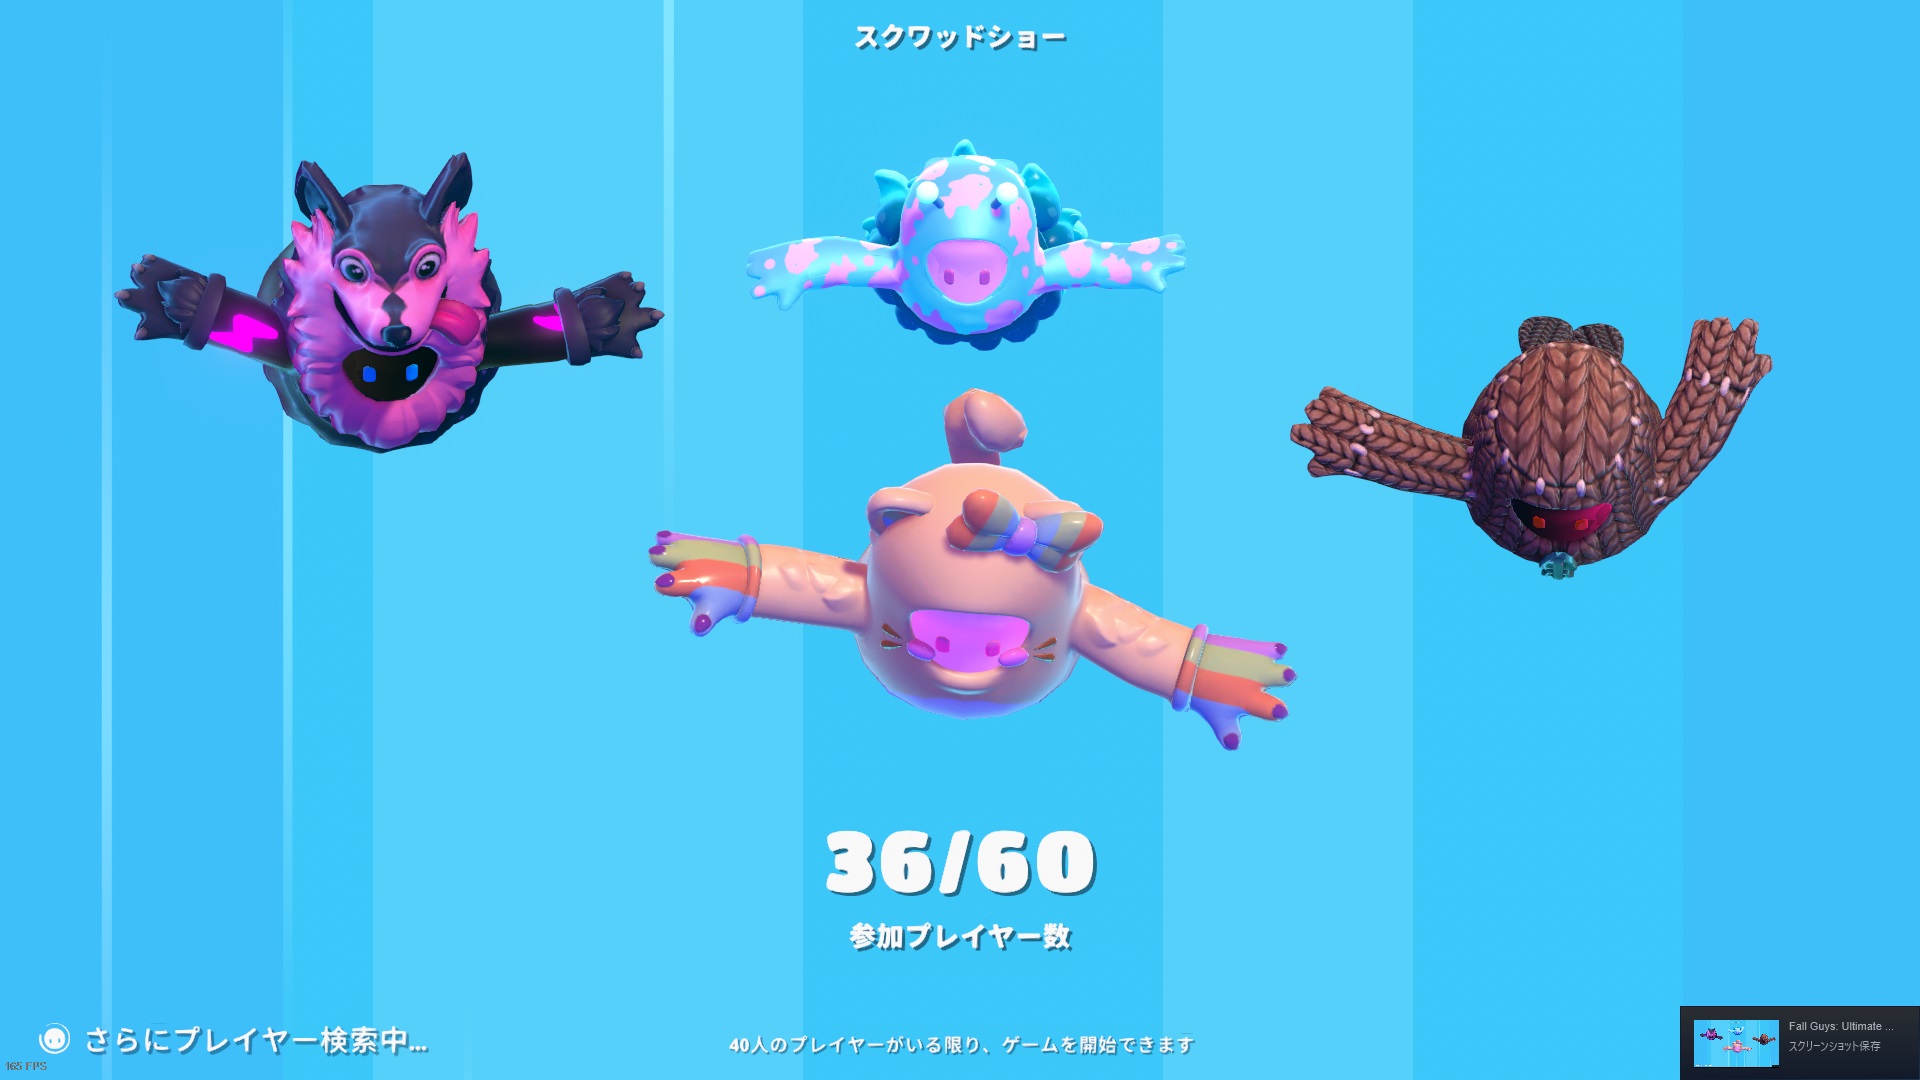 スクワッドショー
36/60
参加プレイヤー数
さらにプレイヤー検索中...
40人のプレイヤーがいる限り、ゲームを開始できます
165 FPS
Fall Guys: Ultimate ...
スクリーンショット保存